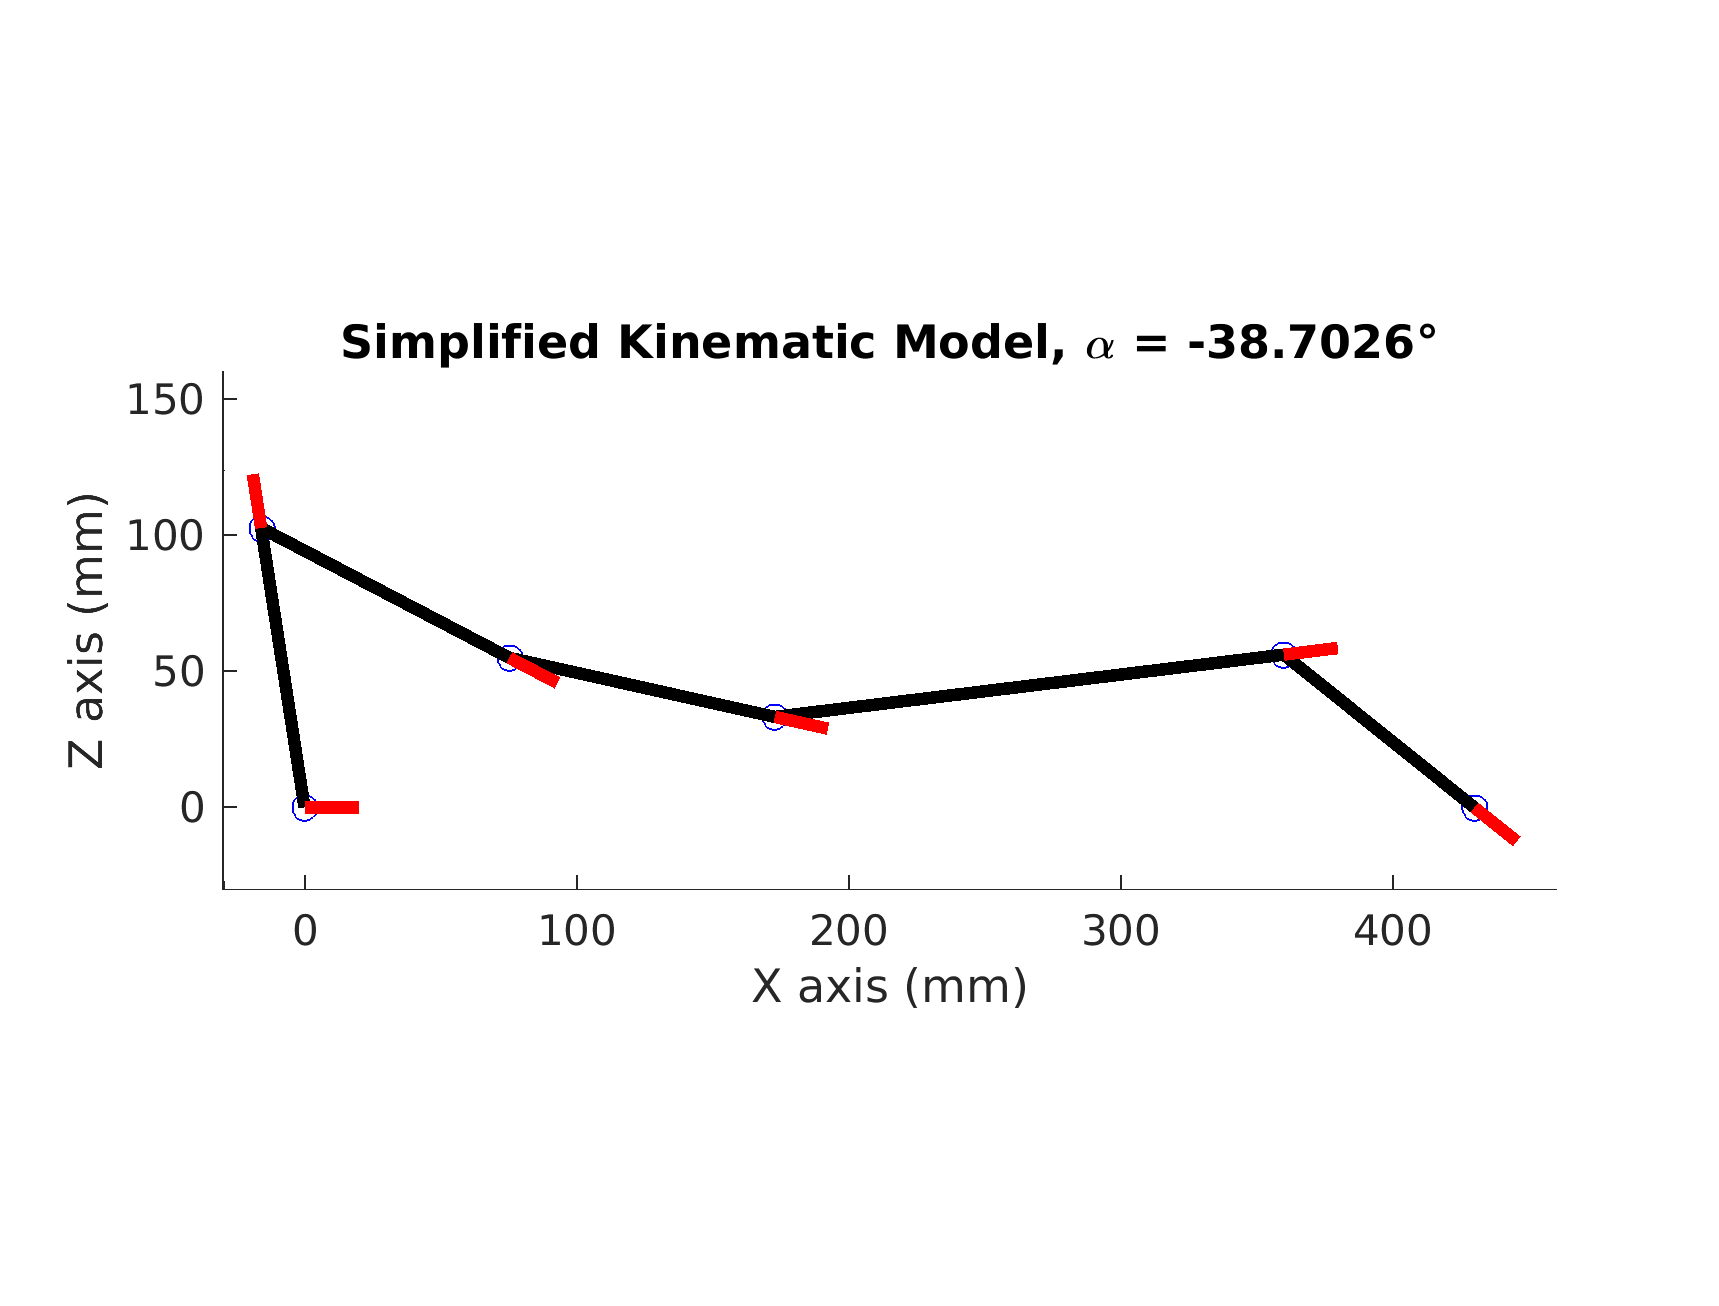 Simplified Kinematic Model, α = -38.7026°
150
100
50
0
Z axis (mm)
0 100 200 300 400
X axis (mm)